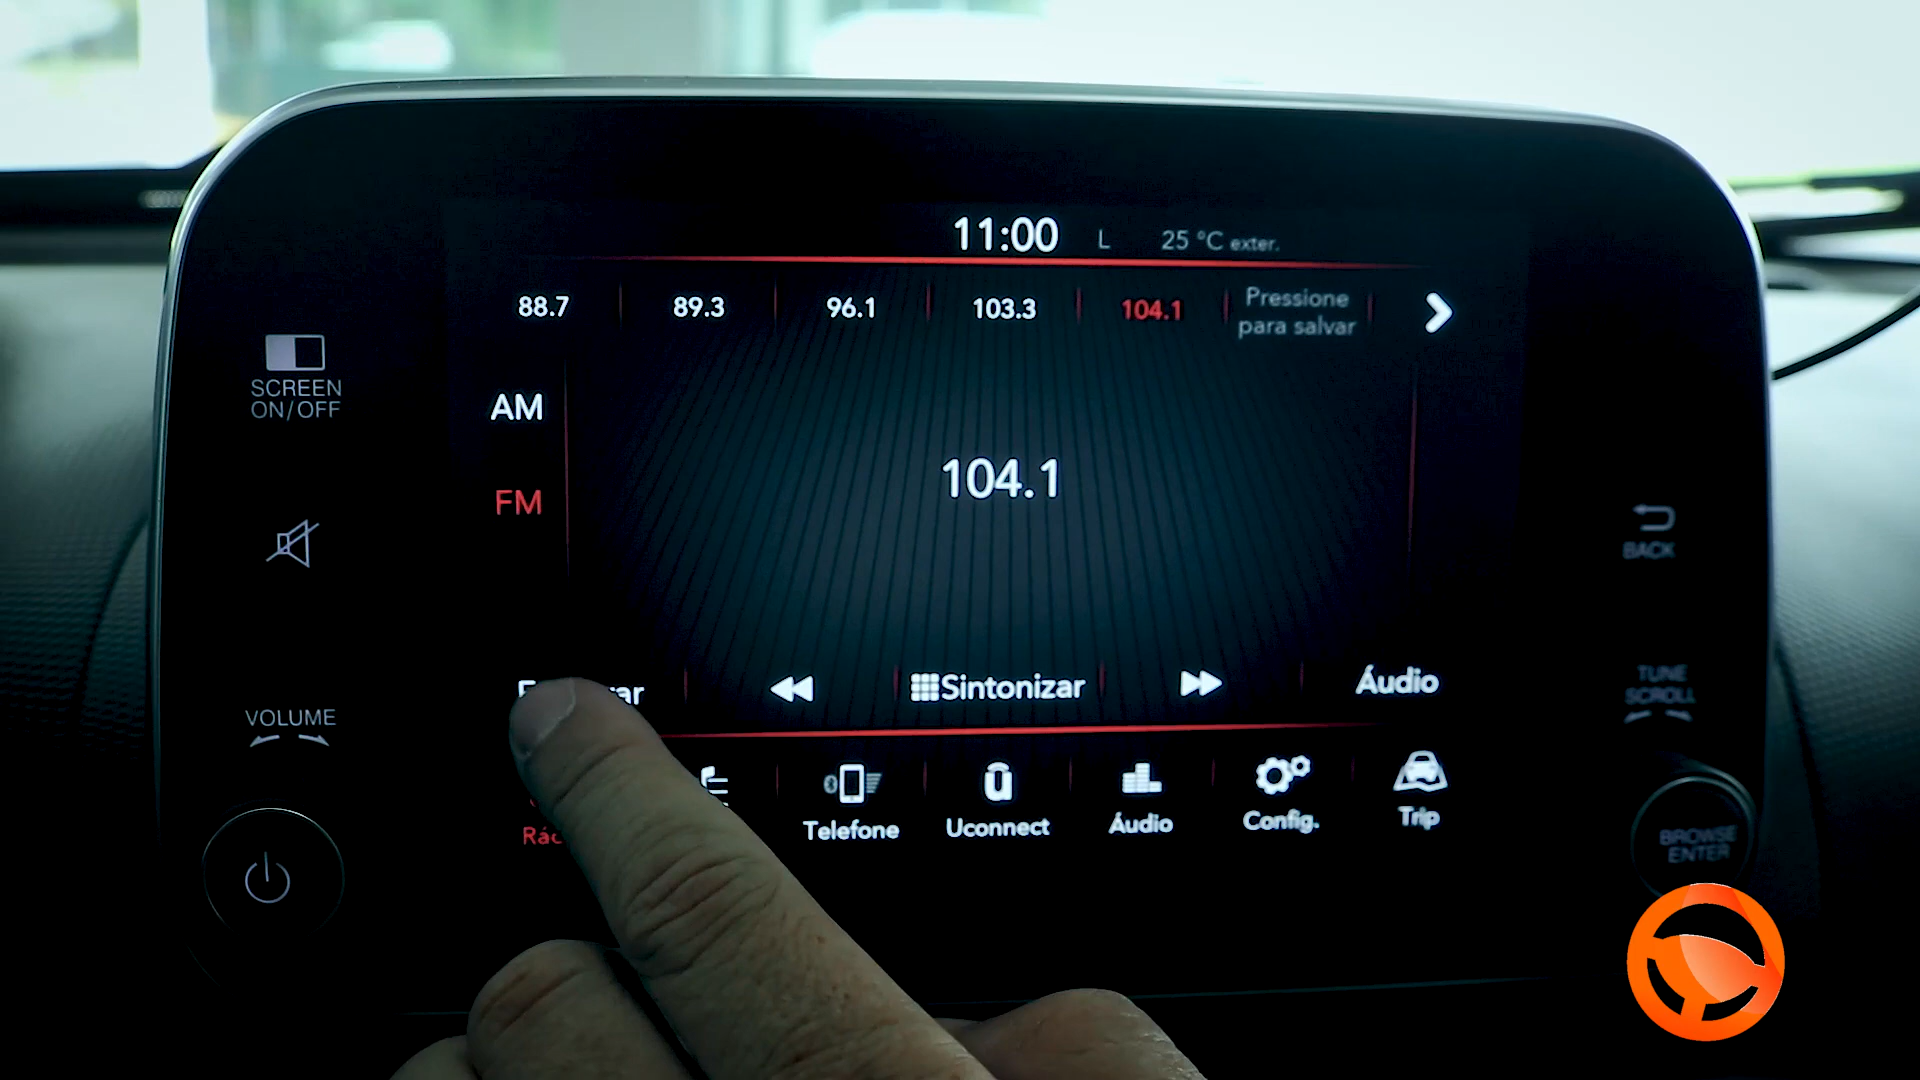 11:00 L 25 °C exter.
88.7 89.3 96.1 103.3 104.1 Pressione
para salvar
SCREEN
ON/OFF
AM
104.1
FM
BACK
Sintonizar Áudio
TUNE
SCROLL
VOLUME
Telefone Uconnect Áudio Config. Trip
BROWSE
ENTER